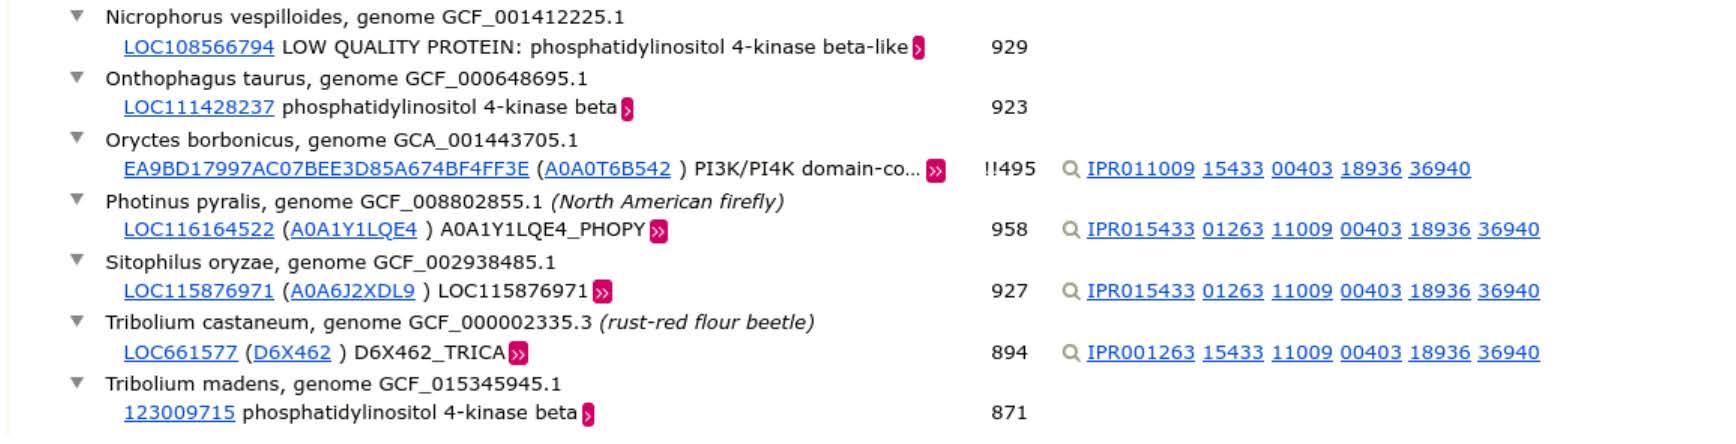 Nicrophorus vespilloides, genome GCF_001412225.1
LOC108566794 LOW QUALITY PROTEIN: phosphatidylinositol 4-kinase beta-like 929
Onthophagus taurus, genome GCF_000648695.1
LOC111428237 phosphatidylinositol 4-kinase beta 923
Oryctes borbonicus, genome GCA_001443705.1
EA9BD17997AC07BEE3D85A674BF4FF3E (A0A0T6B542 ) PI3K/PI4K domain-co... !!495 IPR011009 15433 00403 18936 36940
Photinus pyralis, genome GCF_008802855.1 (North American firefly)
LOC116164522 (A0A1Y1LQE4 ) A0A1Y1LQE4_PHOPY 958 IPR015433 01263 11009 00403 18936 36940
Sitophilus oryzae, genome GCF_002938485.1
LOC115876971 (A0A6J2XDL9 ) LOC115876971 927 IPR015433 01263 11009 00403 18936 36940
Tribolium castaneum, genome GCF_000002335.3 (rust-red flour beetle)
LOC661577 (D6X462 ) D6X462_TRICA 894 IPR001263 15433 11009 00403 18936 36940
Tribolium madens, genome GCF_015345945.1
123009715 phosphatidylinositol 4-kinase beta 871